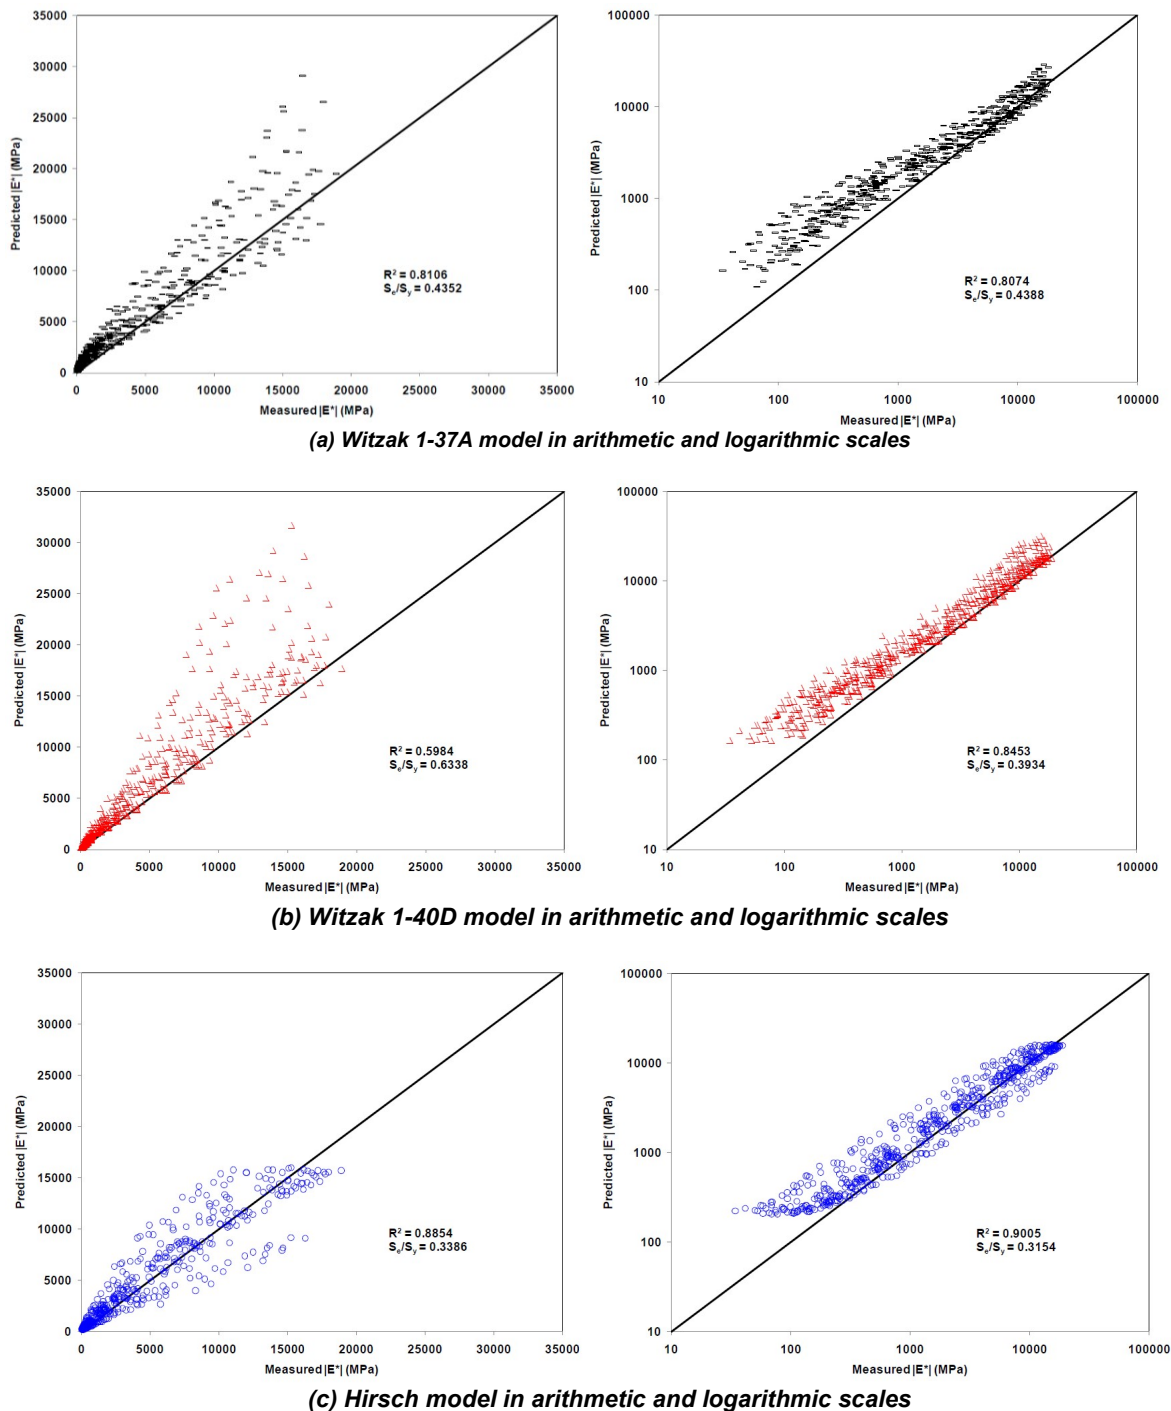 35000
30000
25000
20000
15000
10000
5000
0
Predicted |E*| (MPa)
R² = 0.8106
Se/Sy = 0.4352
0 5000 10000 15000 20000 25000 30000 35000
Measured |E*| (MPa)
100000
10000
1000
100
10
Predicted |E*| (MPa)
R² = 0.8074
Se/Sy = 0.4388
10 100 1000 10000 100000
Measured |E*| (MPa)
(a) Witzak 1-37A model in arithmetic and logarithmic scales
35000
30000
25000
20000
15000
10000
5000
0
Predicted |E*| (MPa)
R² = 0.5984
Se/Sy = 0.6338
0 5000 10000 15000 20000 25000 30000 35000
Measured |E*| (MPa)
100000
10000
1000
100
10
Predicted |E*| (MPa)
R² = 0.8453
Se/Sy = 0.3934
10 100 1000 10000 100000
Measured |E*| (MPa)
(b) Witzak 1-40D model in arithmetic and logarithmic scales
35000
30000
25000
20000
15000
10000
5000
0
Predicted |E*| (MPa)
R² = 0.8854
Se/Sy = 0.3386
0 5000 10000 15000 20000 25000 30000 35000
Measured |E*| (MPa)
100000
10000
1000
100
10
Predicted |E*| (MPa)
R² = 0.9005
Se/Sy = 0.3154
10 100 1000 10000 100000
Measured |E*| (MPa)
(c) Hirsch model in arithmetic and logarithmic scales